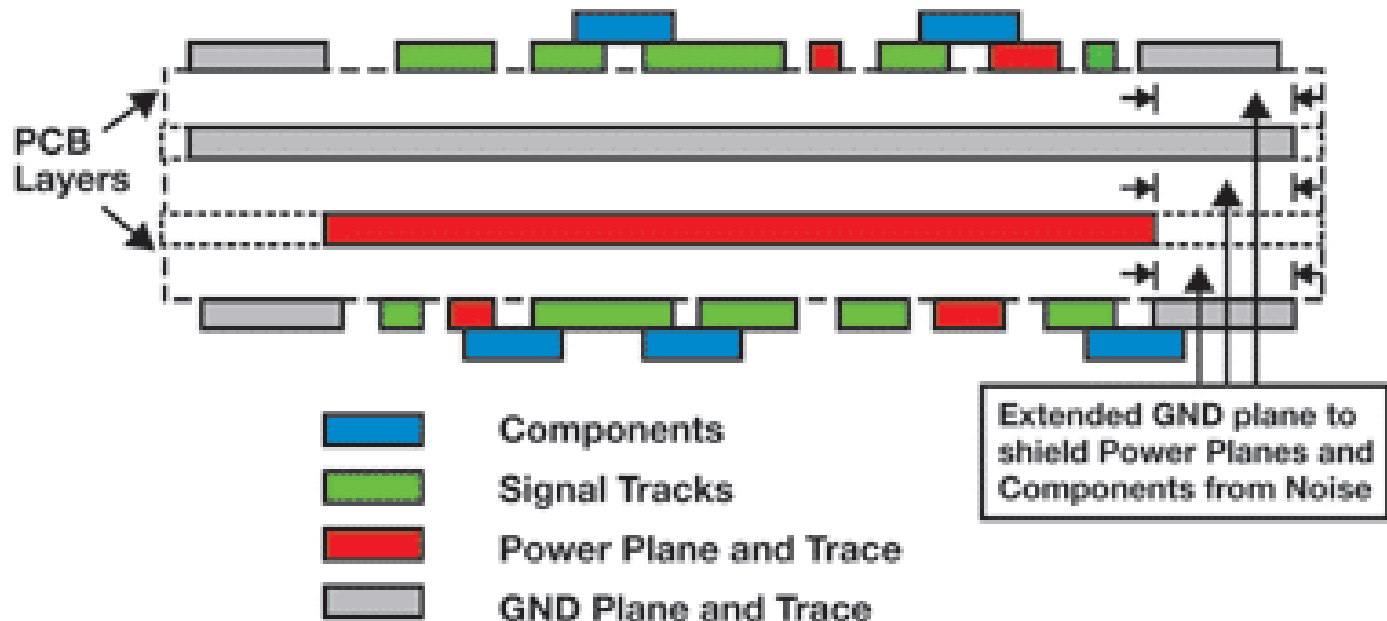 PCB
Layers
Extended GND plane to
shield Power Planes and
Components from Noise
Components
Signal Tracks
Power Plane and Trace
GND Plane and Trace